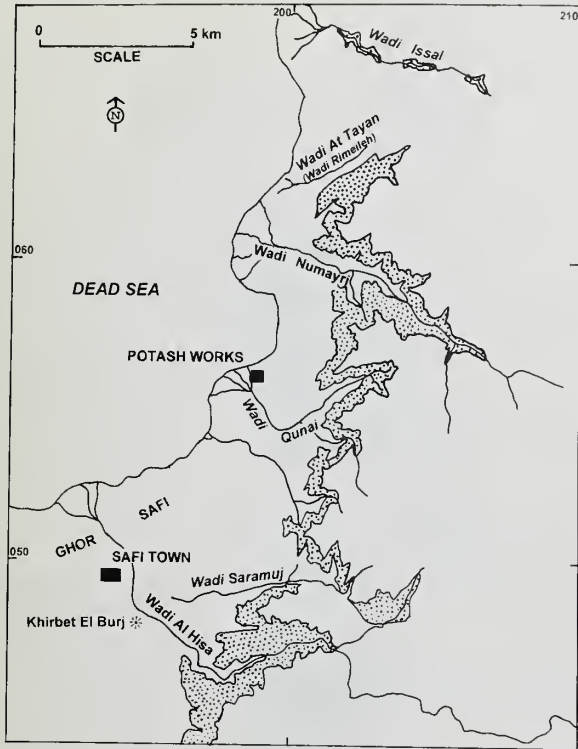 200
210
0
5 km
SCALE
N
Wadi Issal
Wadi At Tayan
(Wadi Rimeileh)
060
Wadi Numayri
DEAD SEA
POTASH WORKS
Wadi Qunai
SAFI
GHOR
050
SAFI TOWN
Wadi Saramuj
Khirbet El Burj
Wadi Al Hisa